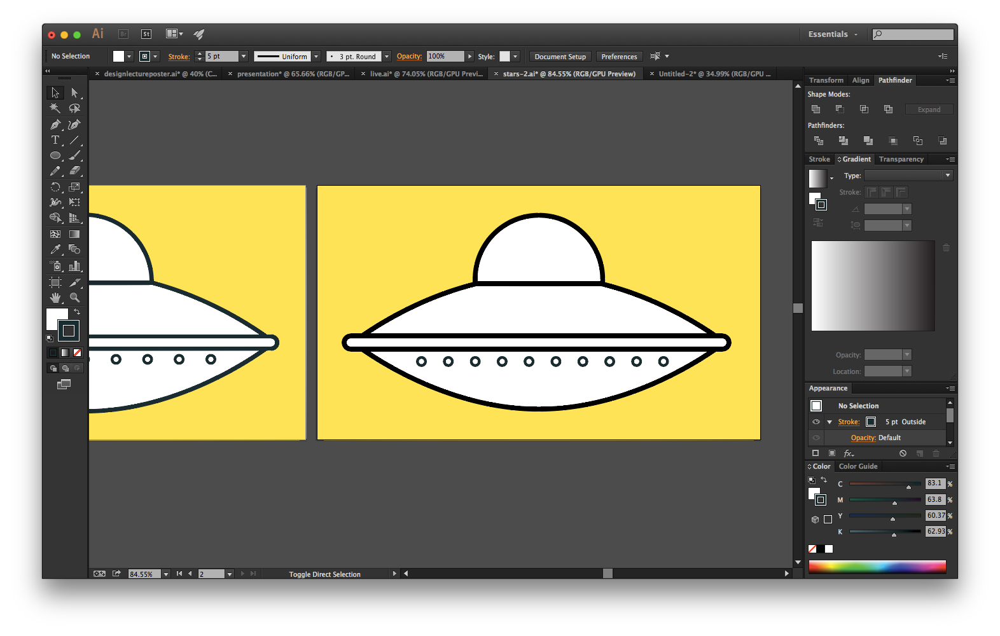 Ai Br St Essentials
No Selection Stroke: 5 pt Uniform 3 pt. Round Opacity: 100% Style: Document Setup Preferences
× designlectureposter.ai* @ 40% (C... × presentation* @ 65.66% (RGB/GP... × live.ai* @ 74.05% (RGB/GPU Previ... × stars-2.ai* @ 84.55% (RGB/GPU Preview) × Untitled-2* @ 34.99% (RGB/GPU ...
Transform Align Pathfinder
Shape Modes:
Expand
Pathfinders:
Stroke Gradient Transparency
Type:
Stroke:
Opacity:
Location:
Appearance
No Selection
Stroke: 5 pt Outside
Opacity: Default
fx
Color Color Guide
C 83.1 %
M 63.8 %
Y 60.37 %
K 62.93 %
84.55% 2 Toggle Direct Selection